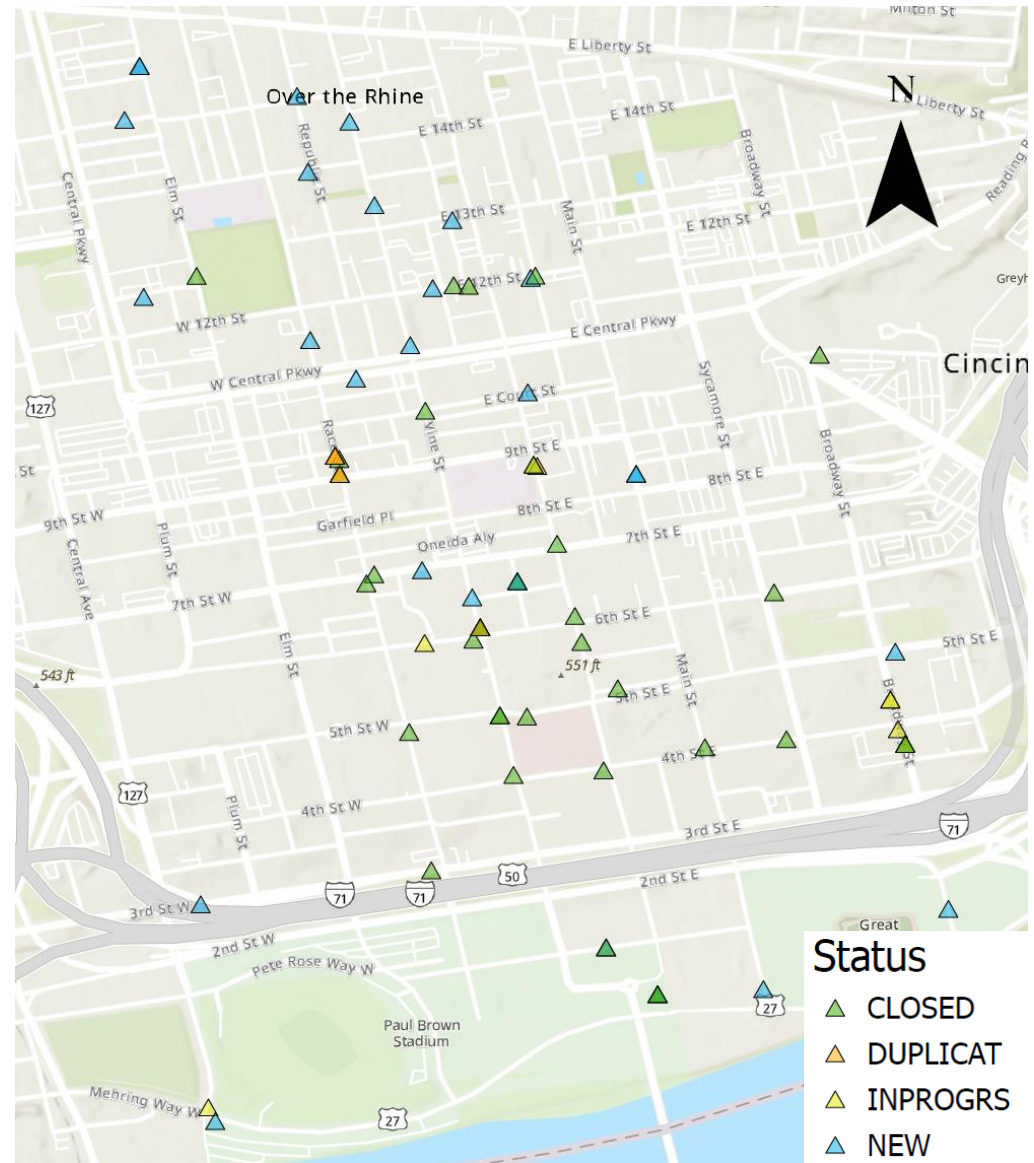 Milton St
E Liberty St
N
E Liberty St
Over the Rhine
E 14th St
E 14th St
Republic St
Broadway St
Reading R
Central Pkwy
Elm St
E 13th St
Main St
E 12th St
E 12th St
Greyh
W 12th St
E Central Pkwy
Cincin
W Central Pkwy
E Court St
Sycamore St
127
Race
Vine St
9th St E
Broadway St
St
8th St E
9th St W
Garfield Pl
8th St E
Plum St
Oneida Aly
7th St E
Central Ave
7th St W
6th St E
Elm St
5th St E
543 ft
551 ft
Main St
5th St E
Broadway St
5th St W
4th St E
127
Plum St
4th St W
3rd St E
71
50
71
71
2nd St E
3rd St W
2nd St W
Great
Pete Rose Way W
Status
27
CLOSED
Paul Brown
Stadium
DUPLICAT
Mehring Way W
INPROGRS
27
NEW